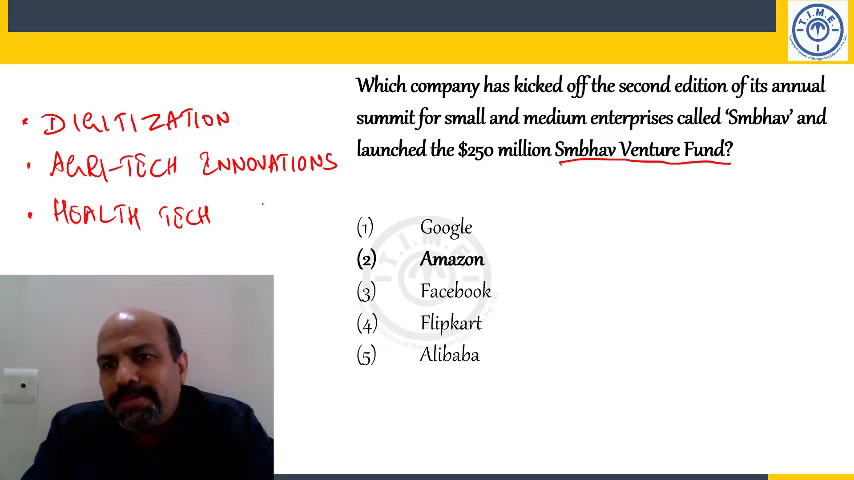 T.I.M.E.
Which company has kicked off the second edition of its annual
summit for small and medium enterprises called ‘Smbhav’ and
launched the $250 million Smbhav Venture Fund?
• DIGITIZATION
• AGRI-TECH INNOVATIONS
• HEALTH TECH
T.I.M.E.
(1) Google
(2) Amazon
(3) Facebook
(4) Flipkart
(5) Alibaba